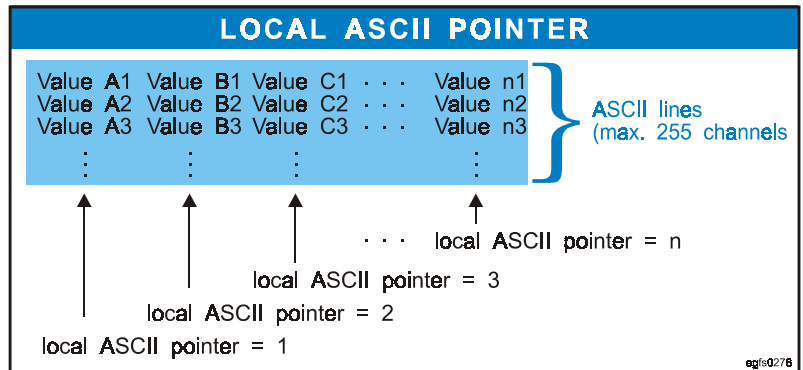 LOCAL ASCII POINTER
Value A1 Value B1 Value C1 · · · Value n1
Value A2 Value B2 Value C2 · · · Value n2
Value A3 Value B3 Value C3 · · · Value n3
ASCII lines
(max. 255 channels
· · · local ASCII pointer = n
local ASCII pointer = 3
local ASCII pointer = 2
local ASCII pointer = 1
egfs0276